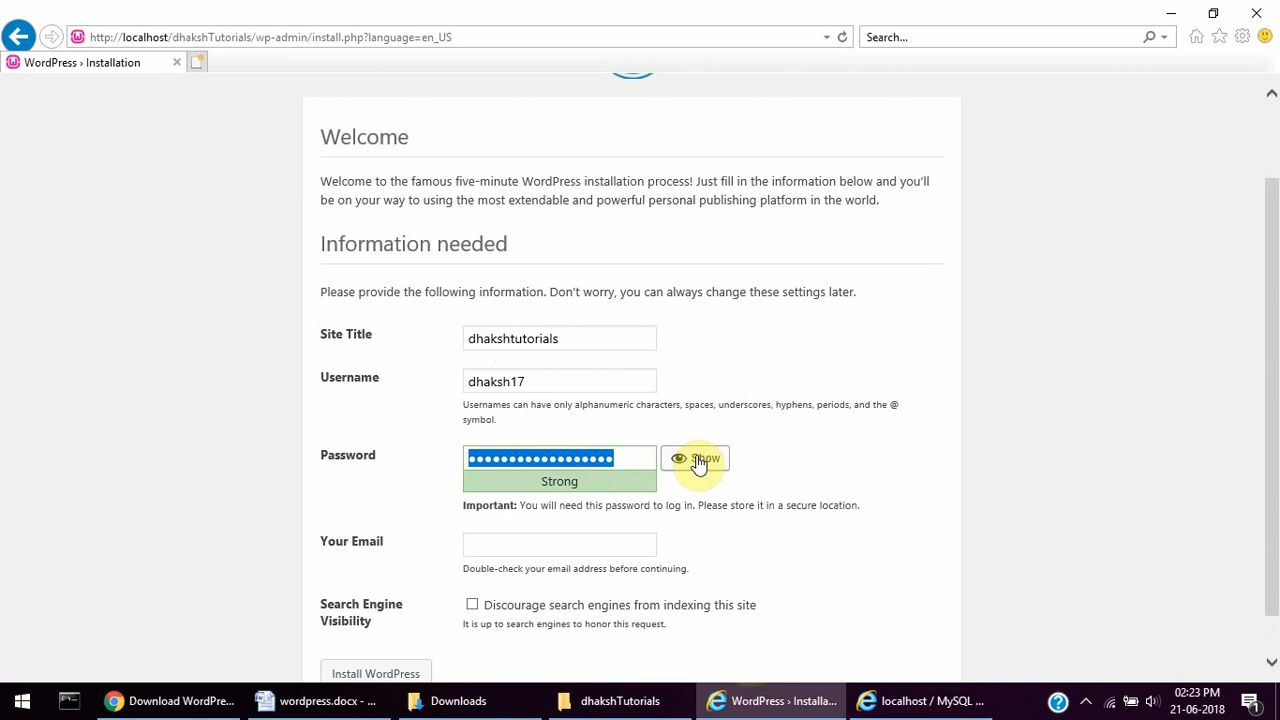 http://localhost/dhakshTutorials/wp-admin/install.php?language=en_US
Search...
WordPress › Installation
Welcome
Welcome to the famous five-minute WordPress installation process! Just fill in the information below and you'll
be on your way to using the most extendable and powerful personal publishing platform in the world.
Information needed
Please provide the following information. Don't worry, you can always change these settings later.
Site Title
dhakshtutorials
Username
dhaksh17
Usernames can have only alphanumeric characters, spaces, underscores, hyphens, periods, and the @
symbol.
Password
Show
Strong
Important: You will need this password to log in. Please store it in a secure location.
Your Email
Double-check your email address before continuing.
Search Engine
Visibility
Discourage search engines from indexing this site
It is up to search engines to honor this request.
Install WordPress
Download WordPre...
wordpress.docx - ...
Downloads
dhakshTutorials
WordPress › Installa...
localhost / MySQL ...
02:23 PM
21-06-2018